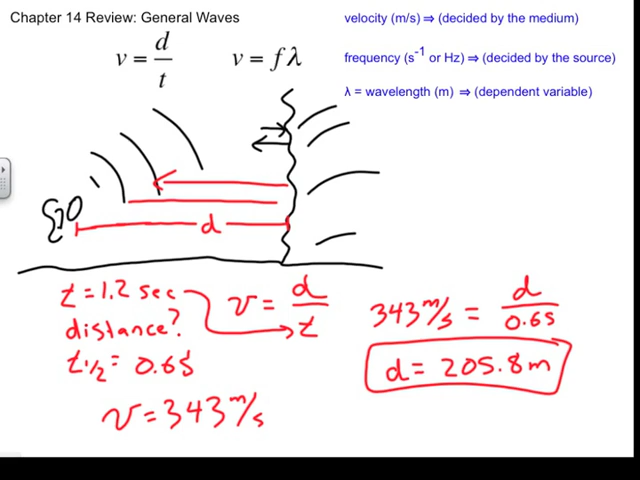 Chapter 14 Review: General Waves
velocity (m/s) ⇒ (decided by the medium)
v = d/t
v = fλ
frequency (s⁻¹ or Hz) ⇒ (decided by the source)
λ = wavelength (m) ⇒ (dependent variable)
d
t = 1.2 sec
v = d/t
distance?
t·½ = 0.6s
v = 343 m/s
343 m/s = d/0.6s
d = 205.8 m